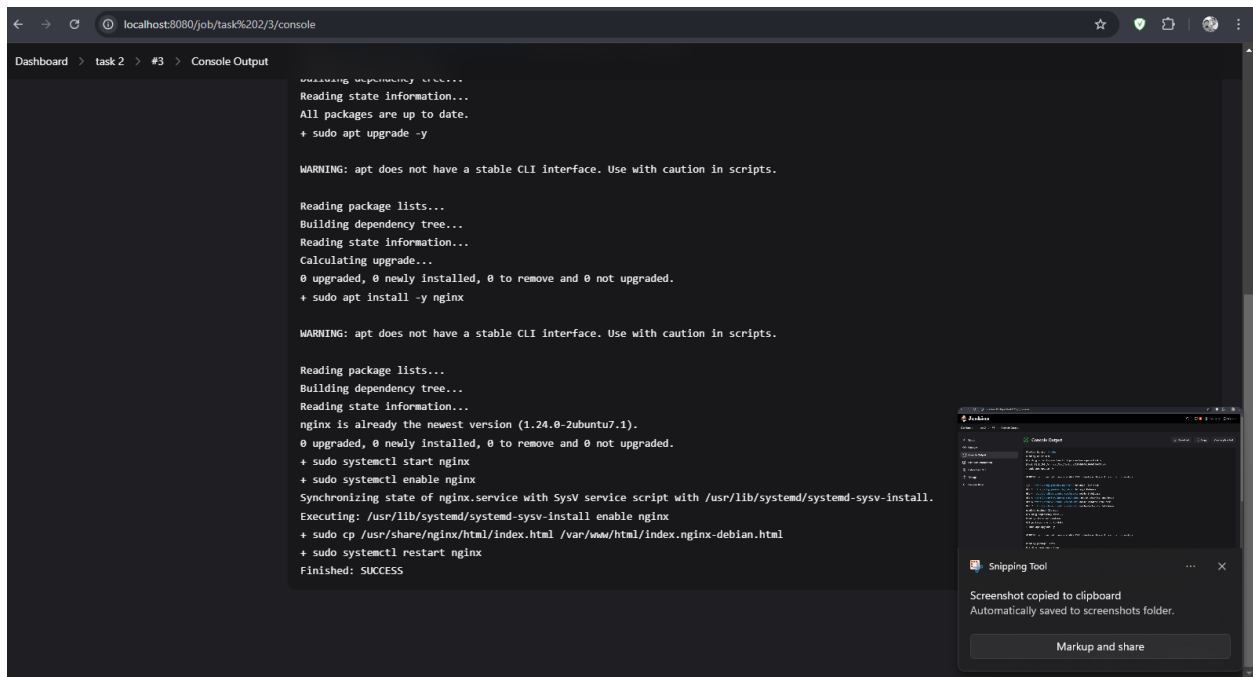 localhost:8080/job/task%202/3/console
Dashboard > task 2 > #3 > Console Output
Building dependency tree...
Reading state information...
All packages are up to date.
+ sudo apt upgrade -y
WARNING: apt does not have a stable CLI interface. Use with caution in scripts.
Reading package lists...
Building dependency tree...
Reading state information...
Calculating upgrade...
0 upgraded, 0 newly installed, 0 to remove and 0 not upgraded.
+ sudo apt install -y nginx
WARNING: apt does not have a stable CLI interface. Use with caution in scripts.
Reading package lists...
Building dependency tree...
Reading state information...
nginx is already the newest version (1.24.0-2ubuntu7.1).
0 upgraded, 0 newly installed, 0 to remove and 0 not upgraded.
+ sudo systemctl start nginx
+ sudo systemctl enable nginx
Synchronizing state of nginx.service with SysV service script with /usr/lib/systemd/systemd-sysv-install.
Executing: /usr/lib/systemd/systemd-sysv-install enable nginx
+ sudo cp /usr/share/nginx/html/index.html /var/www/html/index.nginx-debian.html
+ sudo systemctl restart nginx
Finished: SUCCESS
Jenkins
Console Output
Snipping Tool
Screenshot copied to clipboard
Automatically saved to screenshots folder.
Markup and share